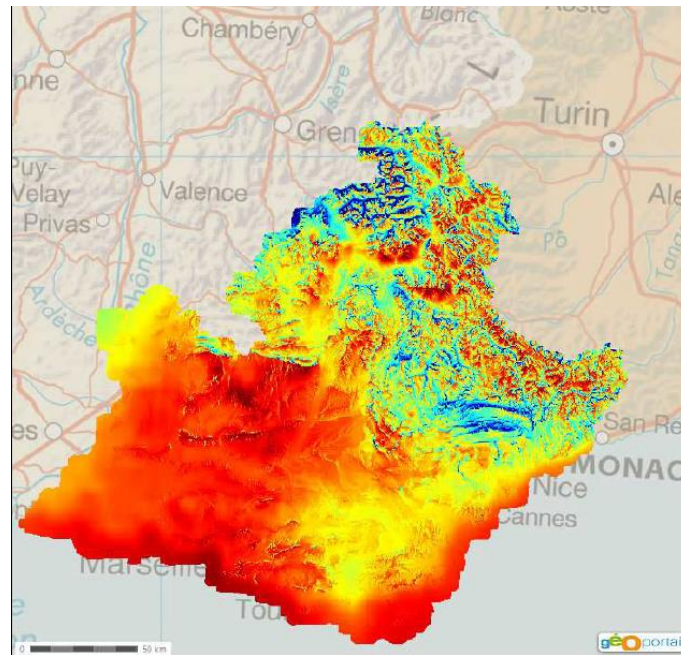 Blanc
Aoste
Chambéry
nne
Isère
Turin
Gren
Puy-
Velay
Valence
Ale
Privas
Pô
Rhône
Tana
Ardèche
es
San Re
MONAC
Nice
Cannes
Marseille
Tou
0 50 km
géoportail